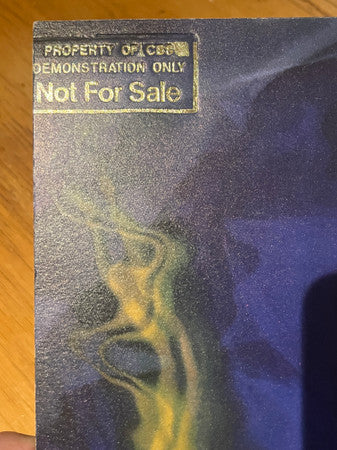 PROPERTY OF CBS
DEMONSTRATION ONLY
Not For Sale